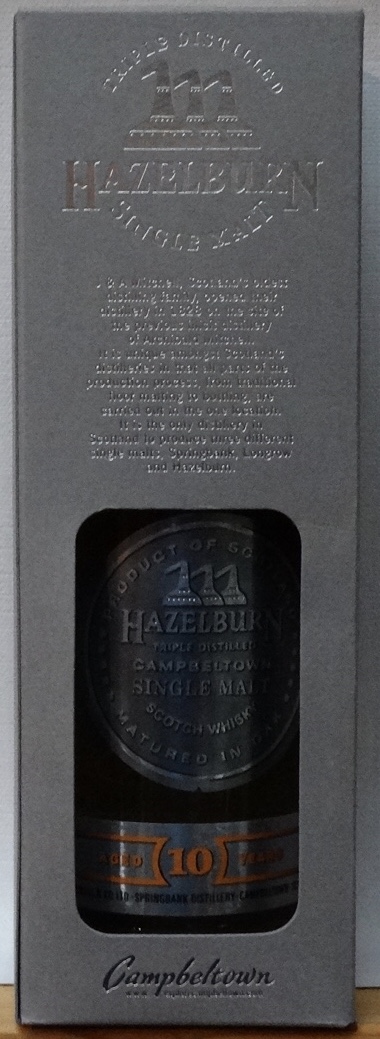 TRIPLE DISTILLED
HAZELBURN
SINGLE MALT
J & A Mitchell, Scotland's oldest
distilling family, opened their
distillery in 1828 on the site of
the previous illicit distillery
of Archibald Mitchell.
It is unique amongst Scotland's
distilleries in that all parts of the
production process, from traditional
floor malting to bottling, are
carried out in the one location.
It is the only distillery in
Scotland to produce three different
single malts, Springbank, Longrow
and Hazelburn.
PRODUCT OF
HAZELBURN
TRIPLE DISTILLED
CAMPBELTOWN
SINGLE MALT
SCOTCH WHISKY
MATURED IN OAK
AGED 10 YEARS
CO LTD · SPRINGBANK DISTILLERY ·
Campbeltown